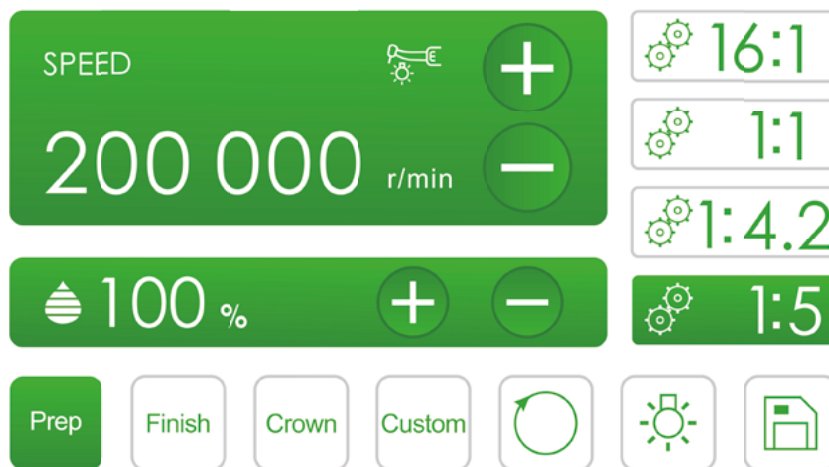 SPEED
200 000 r/min
100 %
16:1
1:1
1:4.2
1:5
Prep
Finish
Crown
Custom